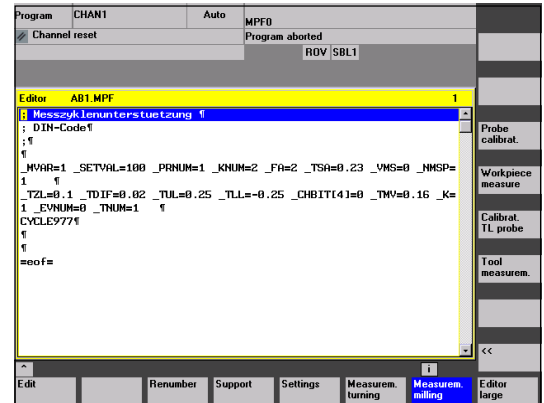 Program CHAN1 Auto MPF0
Channel reset Program aborted
ROV SBL1
Editor AB1.MPF 1
; Messzyklenunterstuetzung ¶
; DIN-Code¶
;¶
¶
_MVAR=1 _SETVAL=100 _PRNUM=1 _KNUM=2 _FA=2 _TSA=0.23 _VMS=0 _NMSP=
1 ¶
_TZL=0.1 _TDIF=0.02 _TUL=0.25 _TLL=-0.25 _CHBIT[4]=0 _TMV=0.16 _K=
1 _EVNUM=0 _TNUM=1 ¶
CYCLE977¶
¶
¶
=eof=
Probe
calibrat.
Workpiece
measure
Calibrat.
TL probe
Tool
measurem.
<<
^
i
Edit
Renumber
Support
Settings
Measurem.
turning
Measurem.
milling
Editor
large